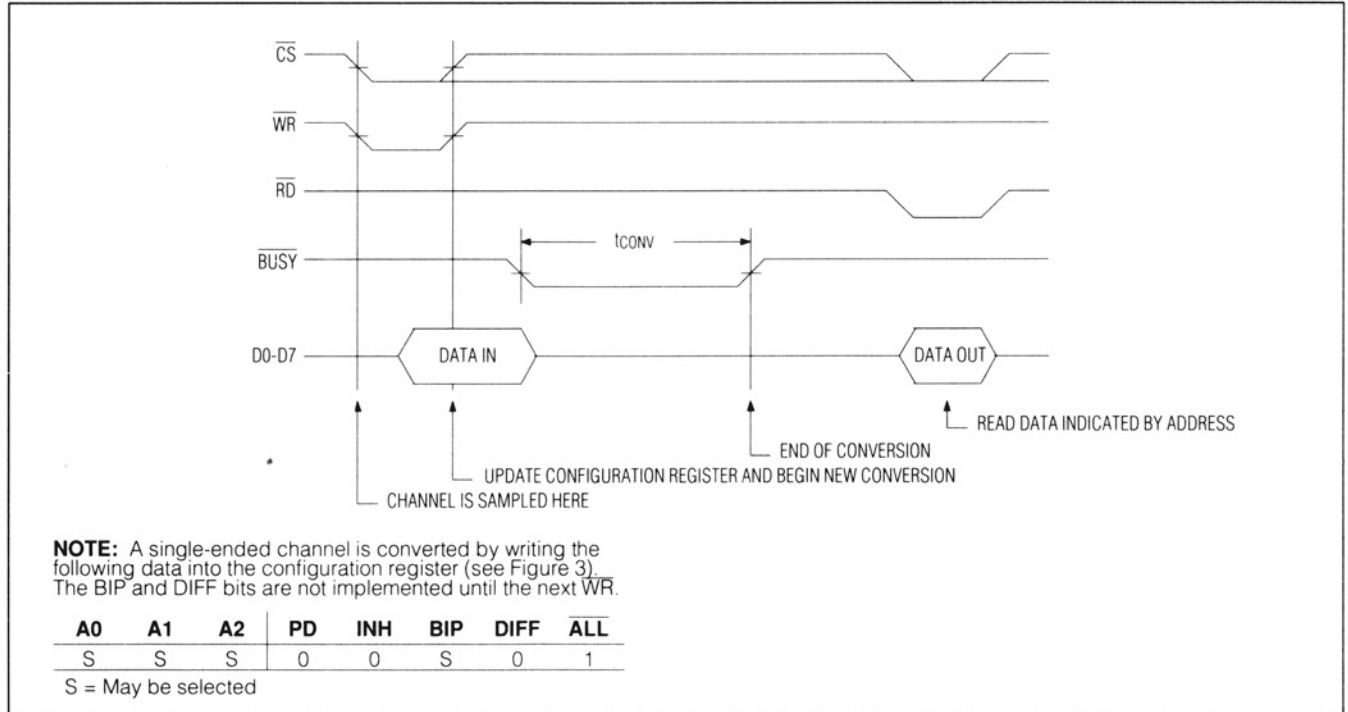 CS
WR
RD
BUSY
tCONV
D0-D7
DATA IN
DATA OUT
READ DATA INDICATED BY ADDRESS
END OF CONVERSION
UPDATE CONFIGURATION REGISTER AND BEGIN NEW CONVERSION
CHANNEL IS SAMPLED HERE
NOTE: A single-ended channel is converted by writing the
following data into the configuration register (see Figure 3).
The BIP and DIFF bits are not implemented until the next W̅R̅.
A0 A1 A2 PD INH BIP DIFF A̅L̅L̅
S S S 0 0 S 0 1
S = May be selected